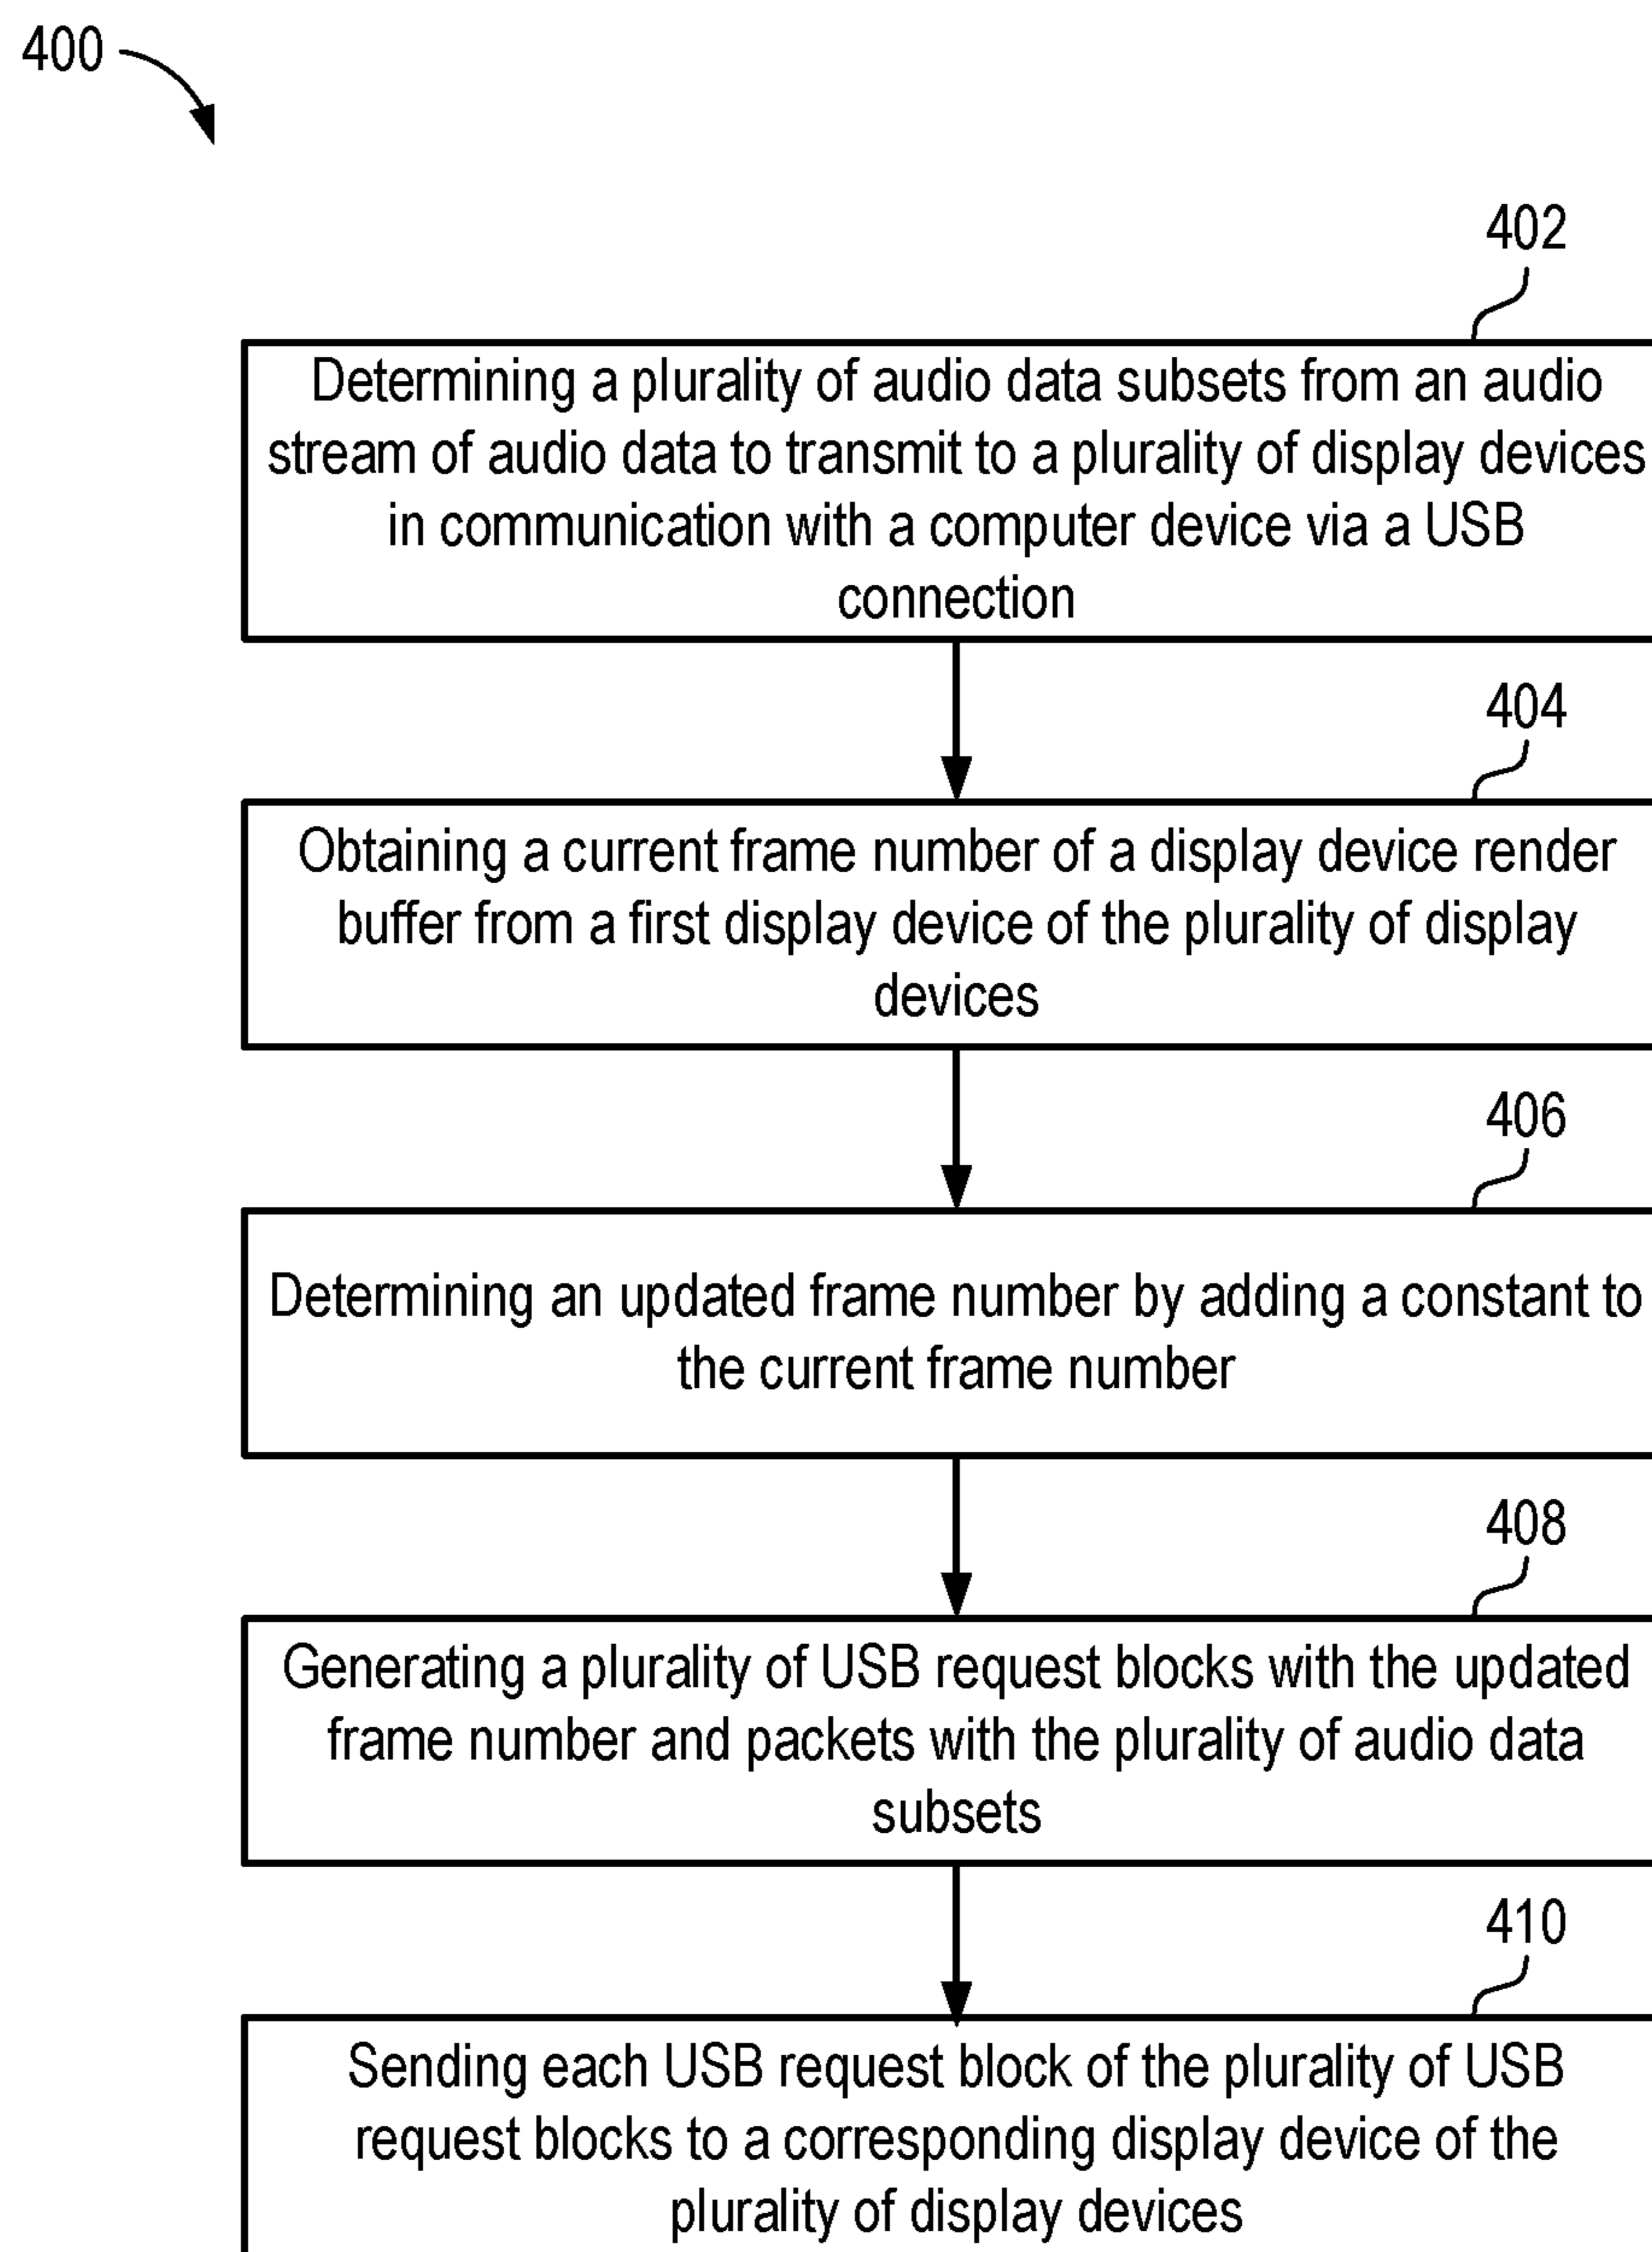 400
402
Determining a plurality of audio data subsets from an audio
stream of audio data to transmit to a plurality of display devices
in communication with a computer device via a USB
connection
404
Obtaining a current frame number of a display device render
buffer from a first display device of the plurality of display
devices
406
Determining an updated frame number by adding a constant to
the current frame number
408
Generating a plurality of USB request blocks with the updated
frame number and packets with the plurality of audio data
subsets
410
Sending each USB request block of the plurality of USB
request blocks to a corresponding display device of the
plurality of display devices